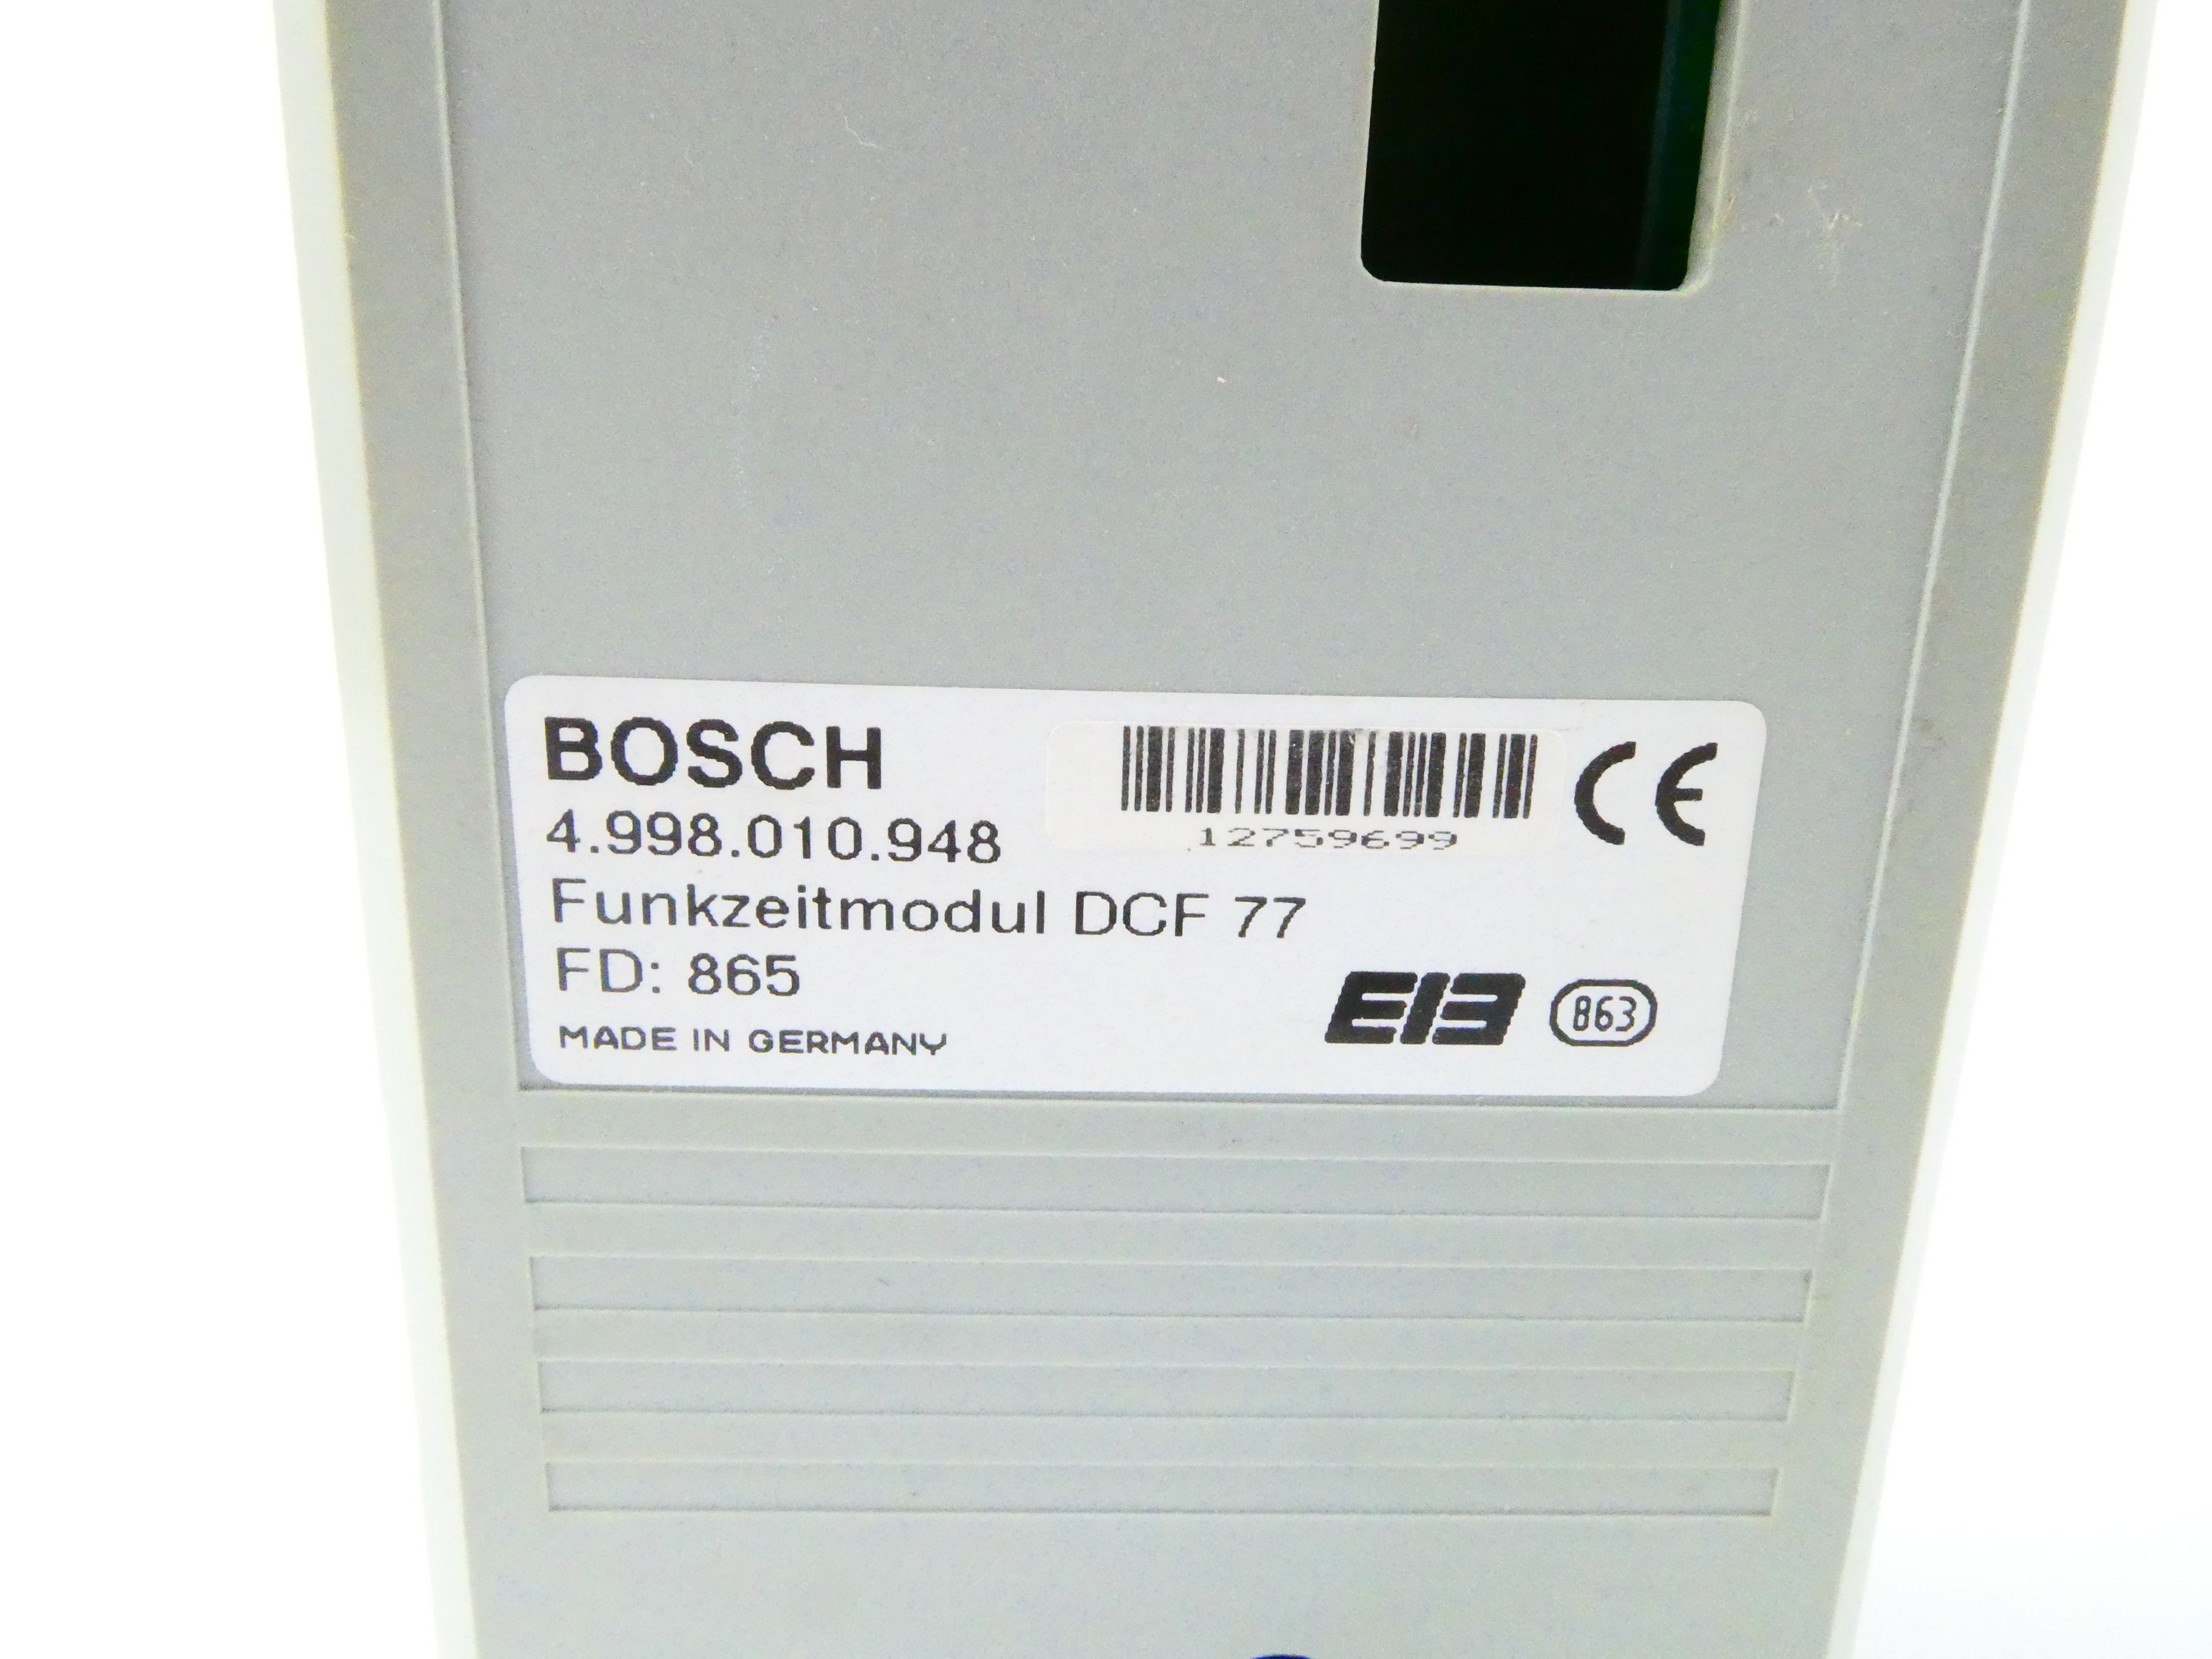 BOSCH
12759699
CE
4.998.010.948
Funkzeitmodul DCF 77
FD: 865
EIB
863
MADE IN GERMANY